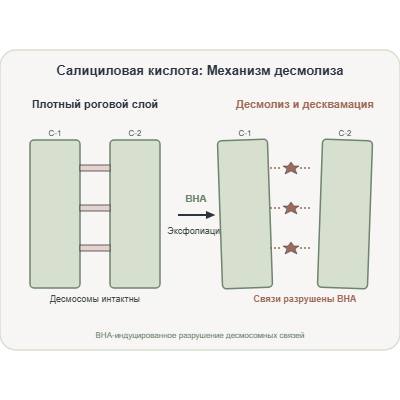 Салициловая кислота: Механизм десмолиза
Плотный роговой слой
Десмолиз и десквамация
C-1
C-2
C-1
C-2
BHA
Эксфолиаци
Десмосомы интактны
Связи разрушены BHA
BHA-индуцированное разрушение десмосомных связей